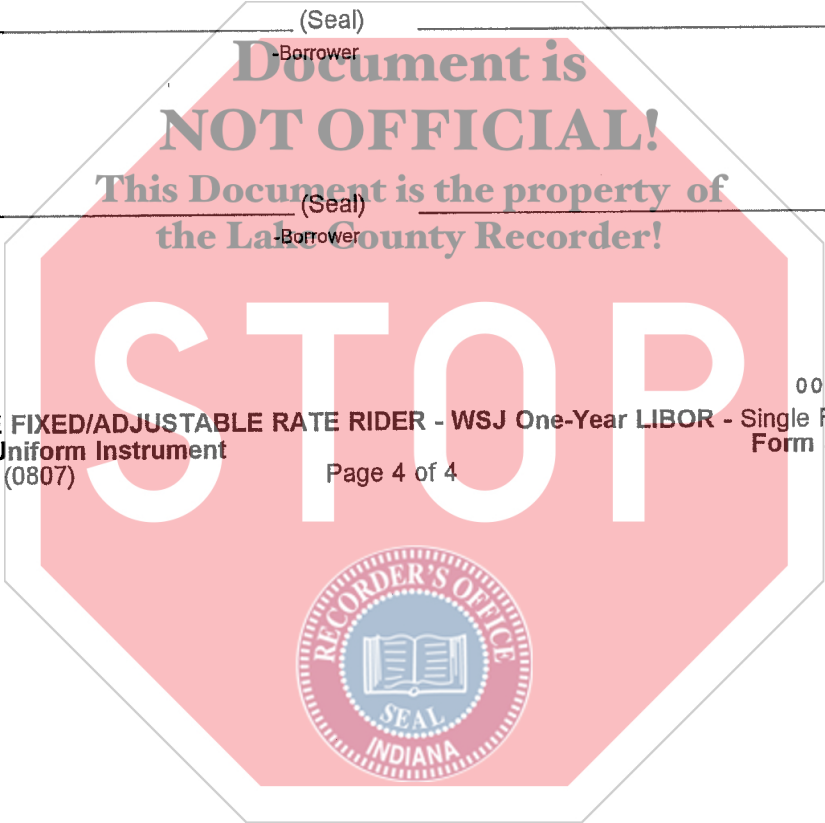 (Seal)
-Borrower
Document is
NOT OFFICIAL!
This Document is the property of
(Seal)
the Lake County Recorder!
-Borrower
STOP
00
FIXED/ADJUSTABLE RATE RIDER - WSJ One-Year LIBOR - Single F
Uniform Instrument
Form
(0807)
Page 4 of 4
RECORDER'S OFFICE
SEAL
INDIANA